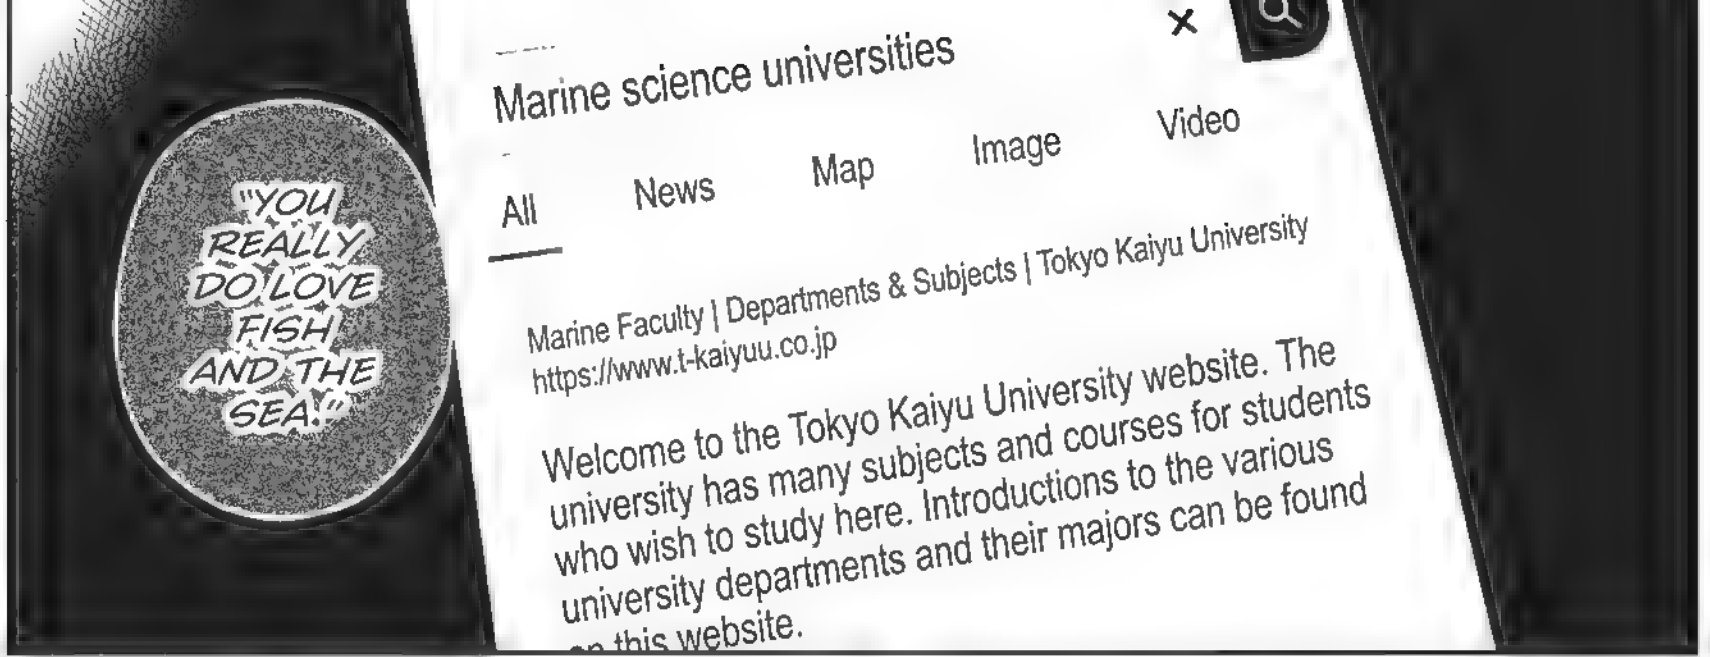 Marine science universities
All News Map Image Video
"YOU
REALLY
DO LOVE
FISH
AND THE
SEA."
Marine Faculty | Departments & Subjects | Tokyo Kaiyu University
https://www.t-kaiyuu.co.jp
Welcome to the Tokyo Kaiyu University website. The
university has many subjects and courses for students
who wish to study here. Introductions to the various
university departments and their majors can be found
on this website.